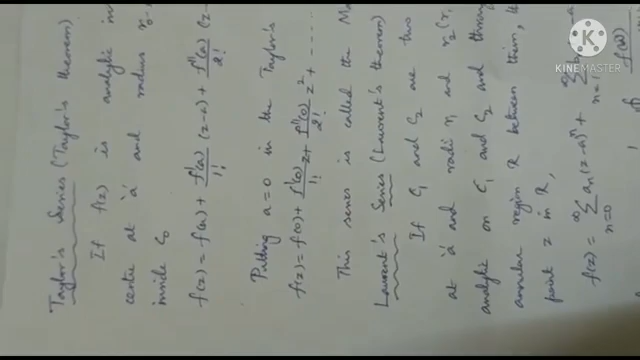 Taylor's Series (Taylor's theorem)
If f(z) is analytic
centre at 'a' and radius
inside C₀
f(z) = f(a) + f'(a)/1! (z-a) + f''(a)/2! (z-
Putting a=0 in the Taylor's
f(z) = f(0) + f'(0)/1! z + f''(0)/2! z² + ----
This series is called the
Laurent's Series (Laurent's theorem)
If C₁ and C₂ are two
at 'a' and radii r₁ and r₂ (r₁
analytic on C₁ and C₂ and
annular region R between them,
point z in R,
f(z) = ∞Σn=0 aₙ(z-a)ⁿ + ∞Σn=1
KINEMASTER